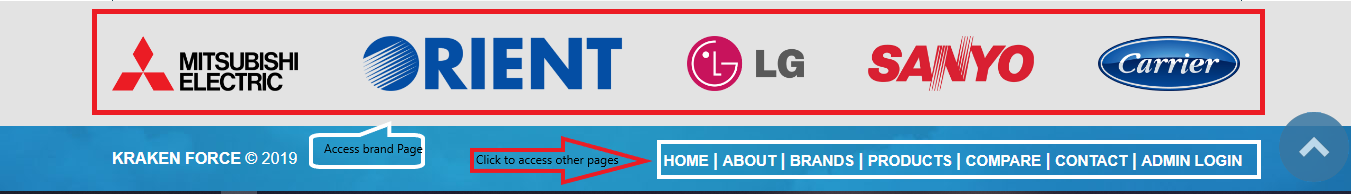 MITSUBISHI
ELECTRIC
ORIENT
LG
SANYO
Carrier
KRAKEN FORCE © 2019
Access brand Page
Click to access other pages
HOME | ABOUT | BRANDS | PRODUCTS | COMPARE | CONTACT | ADMIN LOGIN